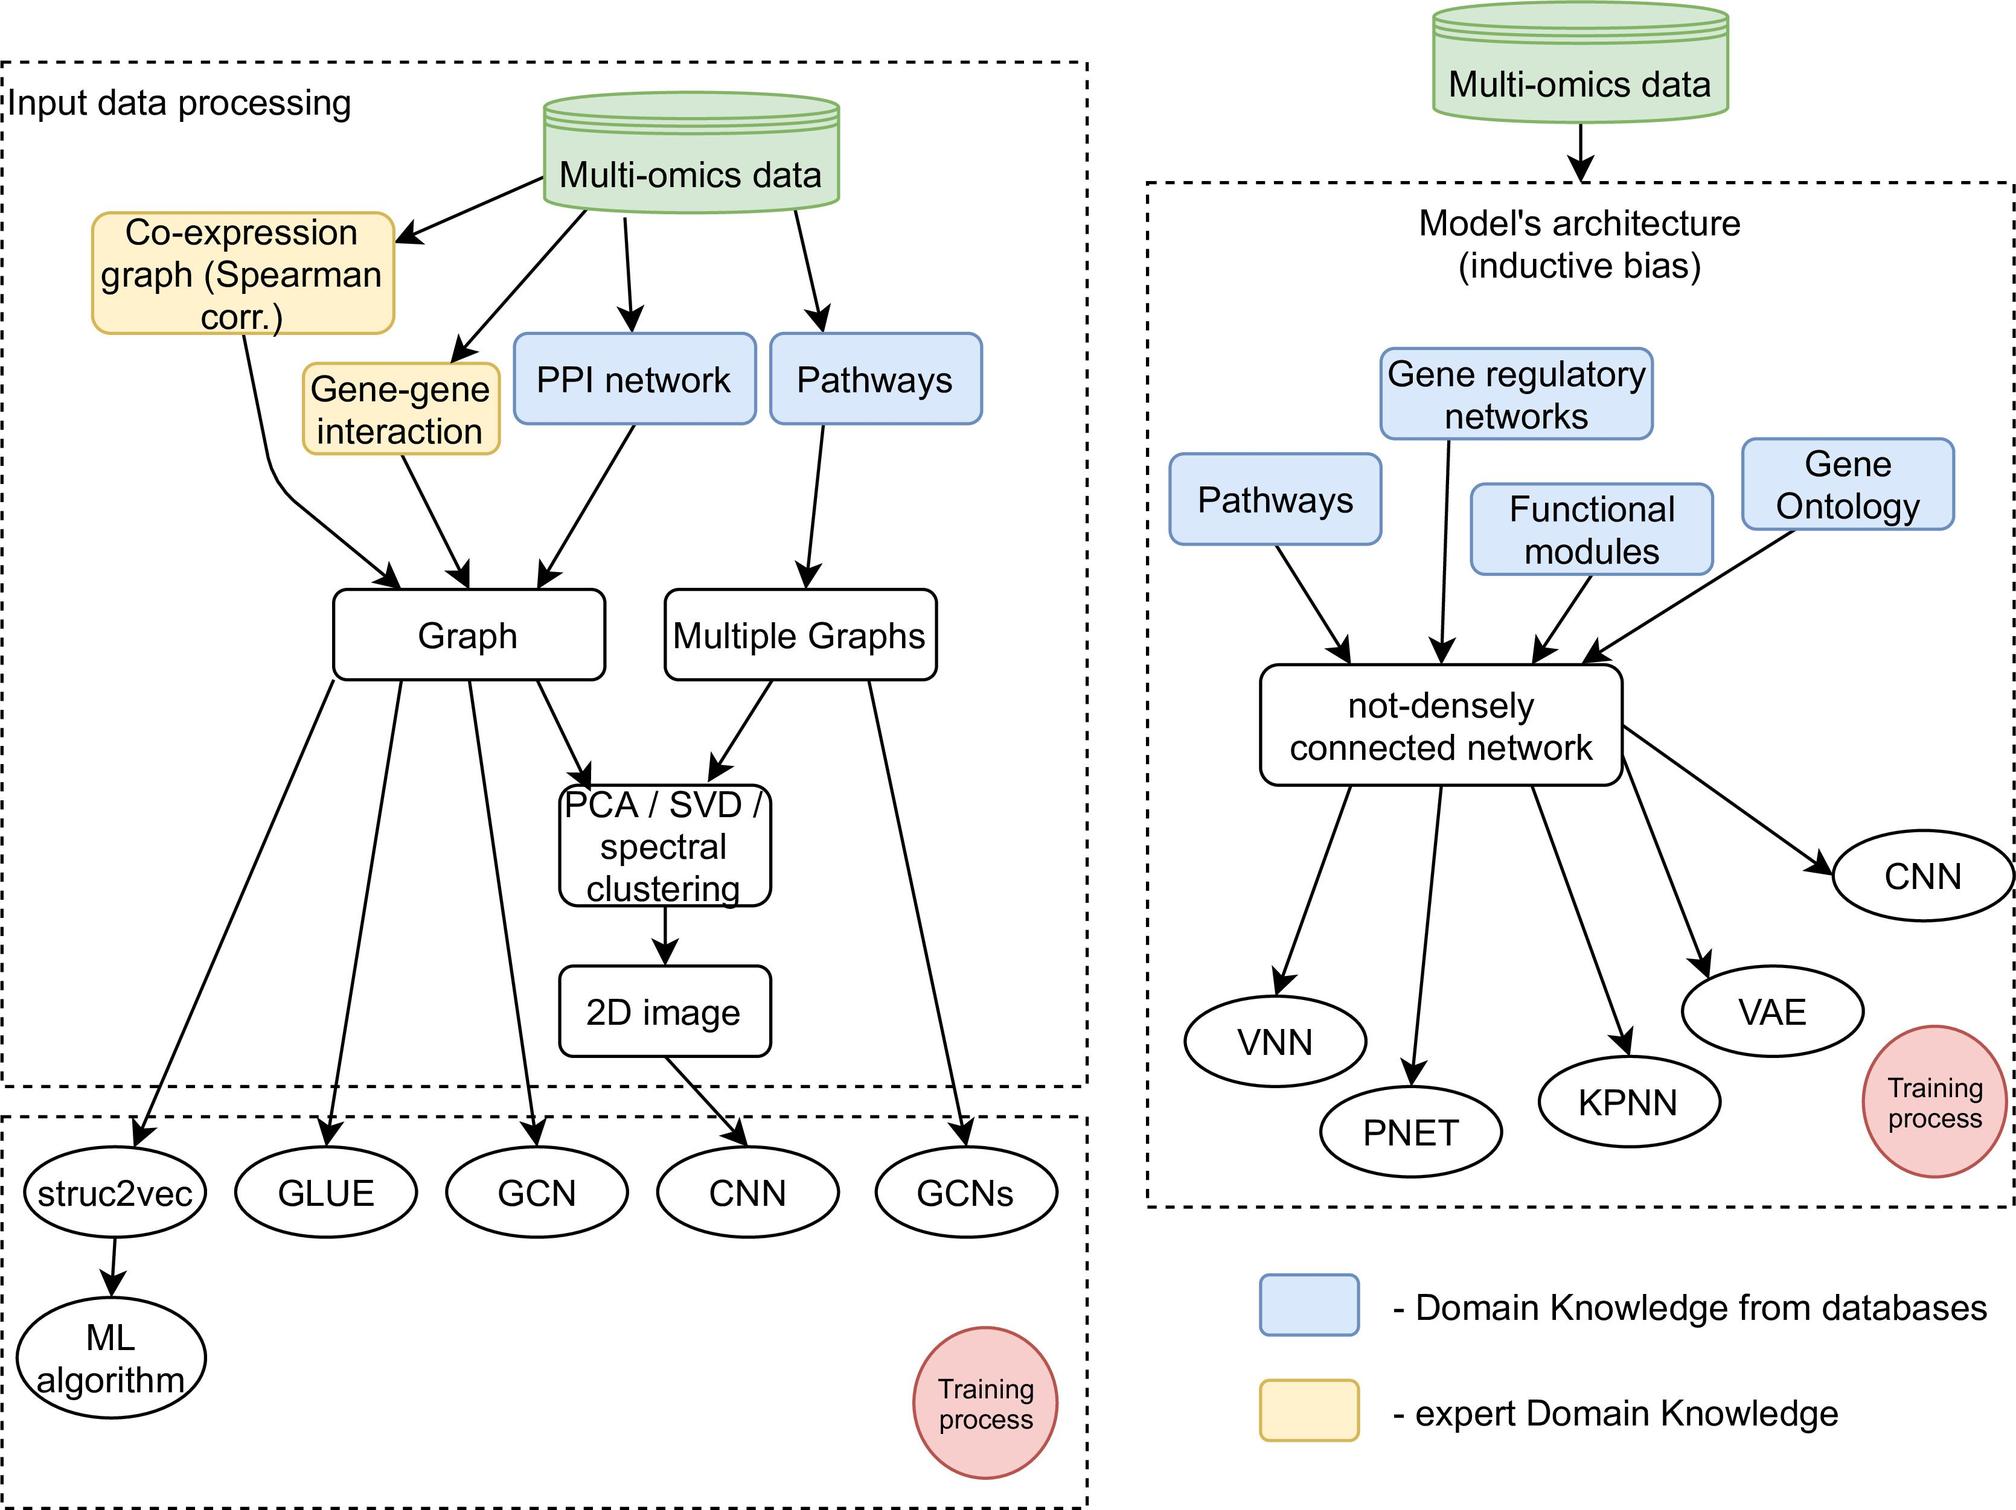 Input data processing
Multi-omics data
Co-expression
graph (Spearman
corr.)
Gene-gene
interaction
PPI network
Pathways
Graph
Multiple Graphs
PCA / SVD /
spectral
clustering
2D image
struc2vec
GLUE
GCN
CNN
GCNs
ML
algorithm
Training
process
Multi-omics data
Model's architecture
(inductive bias)
Gene regulatory
networks
Pathways
Functional
modules
Gene
Ontology
not-densely
connected network
CNN
VAE
VNN
KPNN
PNET
Training
process
- Domain Knowledge from databases
- expert Domain Knowledge